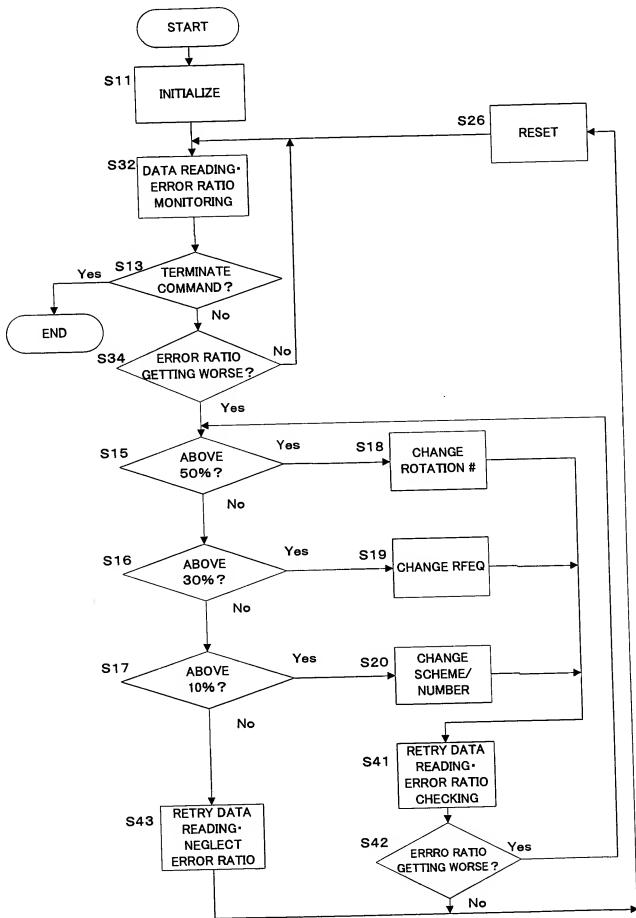 START
S11
INITIALIZE
S26
RESET
S32
DATA READING・
ERROR RATIO
MONITORING
S13
Yes
TERMINATE
COMMAND?
No
END
S34
ERROR RATIO
GETTING WORSE?
No
Yes
S15
ABOVE
50%?
Yes
S18
CHANGE
ROTATION #
No
S16
ABOVE
30%?
Yes
S19
CHANGE RFEQ
No
S17
ABOVE
10%?
Yes
S20
CHANGE
SCHEME/
NUMBER
No
S41
RETRY DATA
READING・
ERROR RATIO
CHECKING
S43
RETRY DATA
READING・
NEGLECT
ERROR RATIO
S42
ERRRO RATIO
GETTING WORSE?
Yes
No